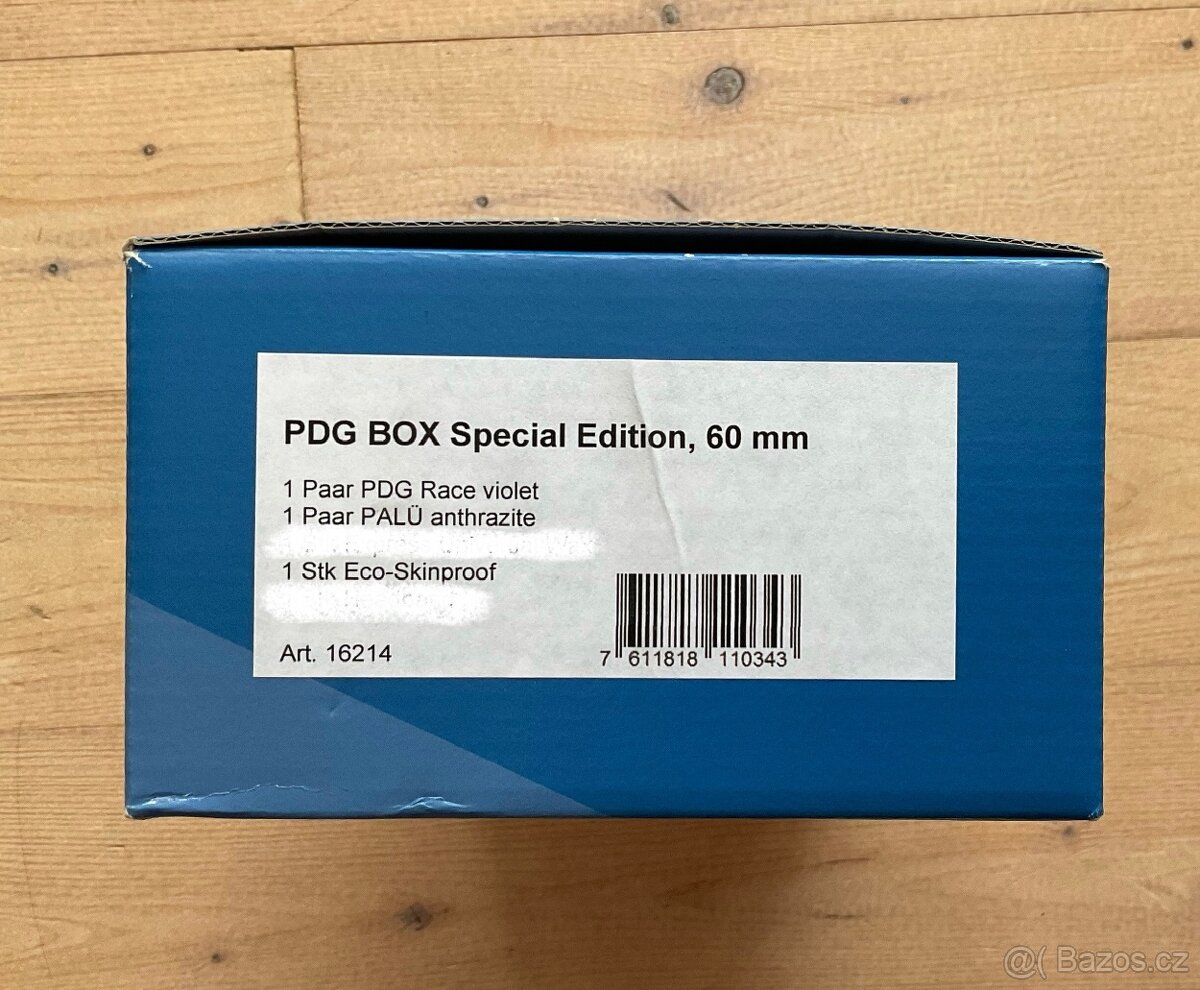 PDG BOX Special Edition, 60 mm
1 Paar PDG Race violet
1 Paar PALÜ anthrazite
1 Stk Eco-Skinproof
Art. 16214
7 611818 110343
@( Bazos.cz